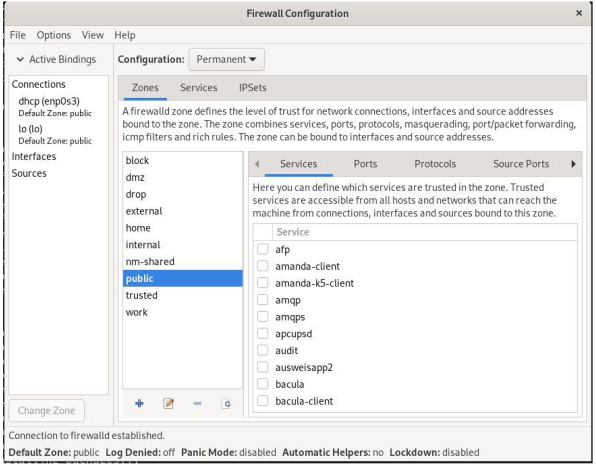 Firewall Configuration ×
File Options View Help
Active Bindings
Configuration: Permanent
Connections
dhcp (enp0s3)
Default Zone: public
lo (lo)
Default Zone: public
Interfaces
Sources
Change Zone
Zones Services IPSets
A firewalld zone defines the level of trust for network connections, interfaces and source addresses
bound to the zone. The zone combines services, ports, protocols, masquerading, port/packet forwarding,
icmp filters and rich rules. The zone can be bound to interfaces and source addresses.
block
dmz
drop
external
home
internal
nm-shared
public
trusted
work
Services Ports Protocols Source Ports
Here you can define which services are trusted in the zone. Trusted
services are accessible from all hosts and networks that can reach the
machine from connections, interfaces and sources bound to this zone.
Service
afp
amanda-client
amanda-k5-client
amqp
amqps
apcupsd
audit
ausweisapp2
bacula
bacula-client
Connection to firewalld established.
Default Zone: public Log Denied: off Panic Mode: disabled Automatic Helpers: no Lockdown: disabled